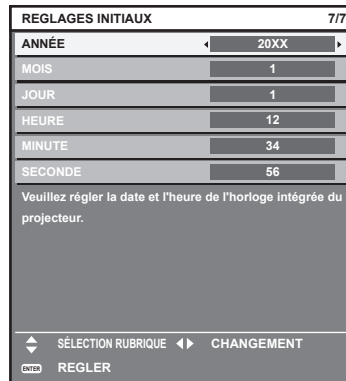 REGLAGES INITIAUX 7/7
ANNÉE 20XX
MOIS 1
JOUR 1
HEURE 12
MINUTE 34
SECONDE 56
Veuillez régler la date et l'heure de l'horloge intégrée du
projecteur.
SÉLECTION RUBRIQUE CHANGEMENT
ENTER REGLER